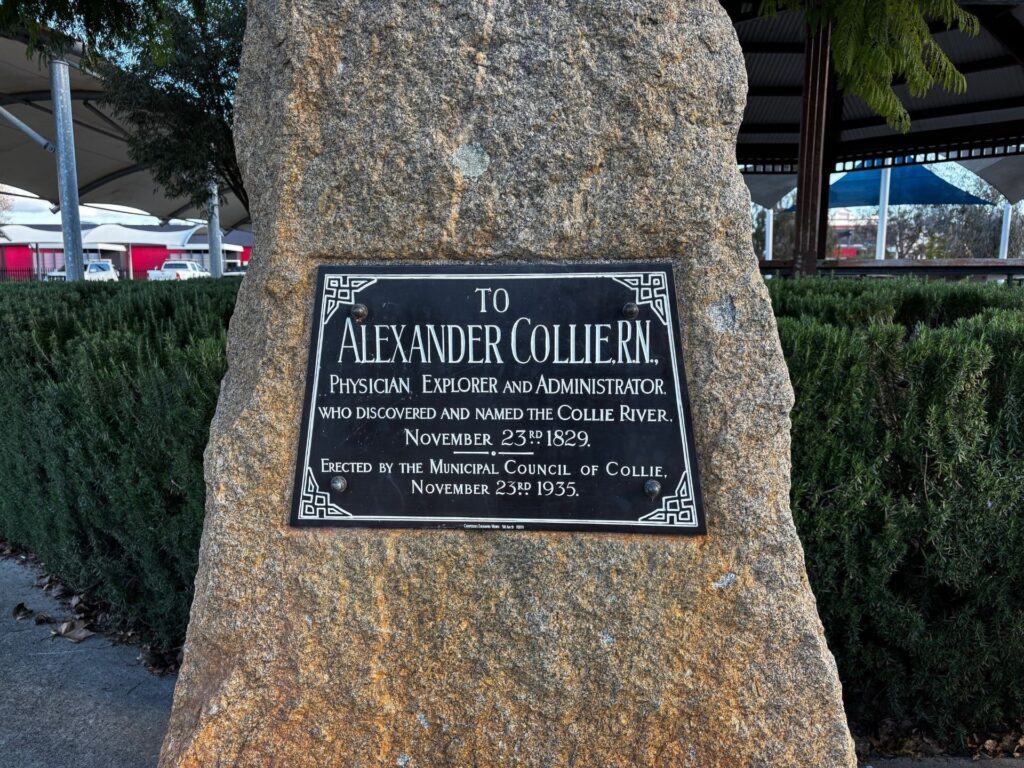 TO
ALEXANDER COLLIE, R.N.,
PHYSICIAN, EXPLORER AND ADMINISTRATOR.
WHO DISCOVERED AND NAMED THE COLLIE RIVER.
NOVEMBER 23RD 1829.
ERECTED BY THE MUNICIPAL COUNCIL OF COLLIE,
NOVEMBER 23RD 1935.